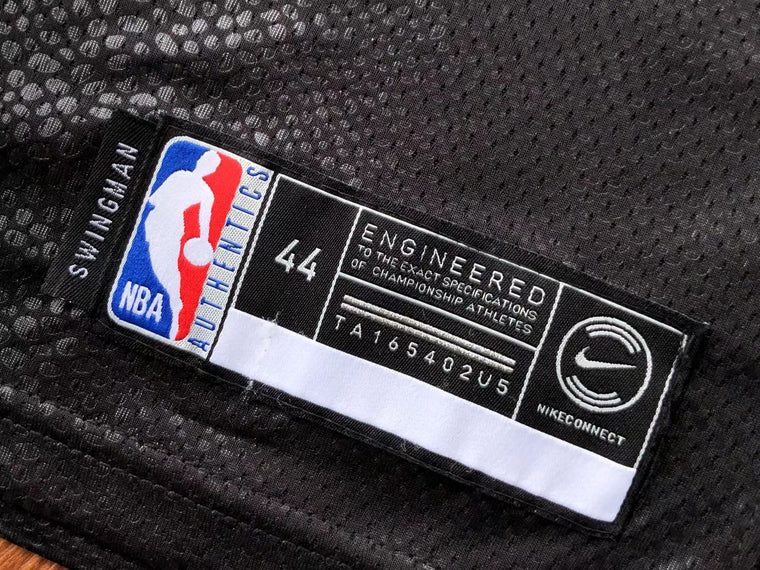 SWINGMAN
NBA
AUTHENTICS
44
ENGINEERED
TO THE EXACT SPECIFICATIONS
OF CHAMPIONSHIP ATHLETES
TA165402U5
NIKECONNECT